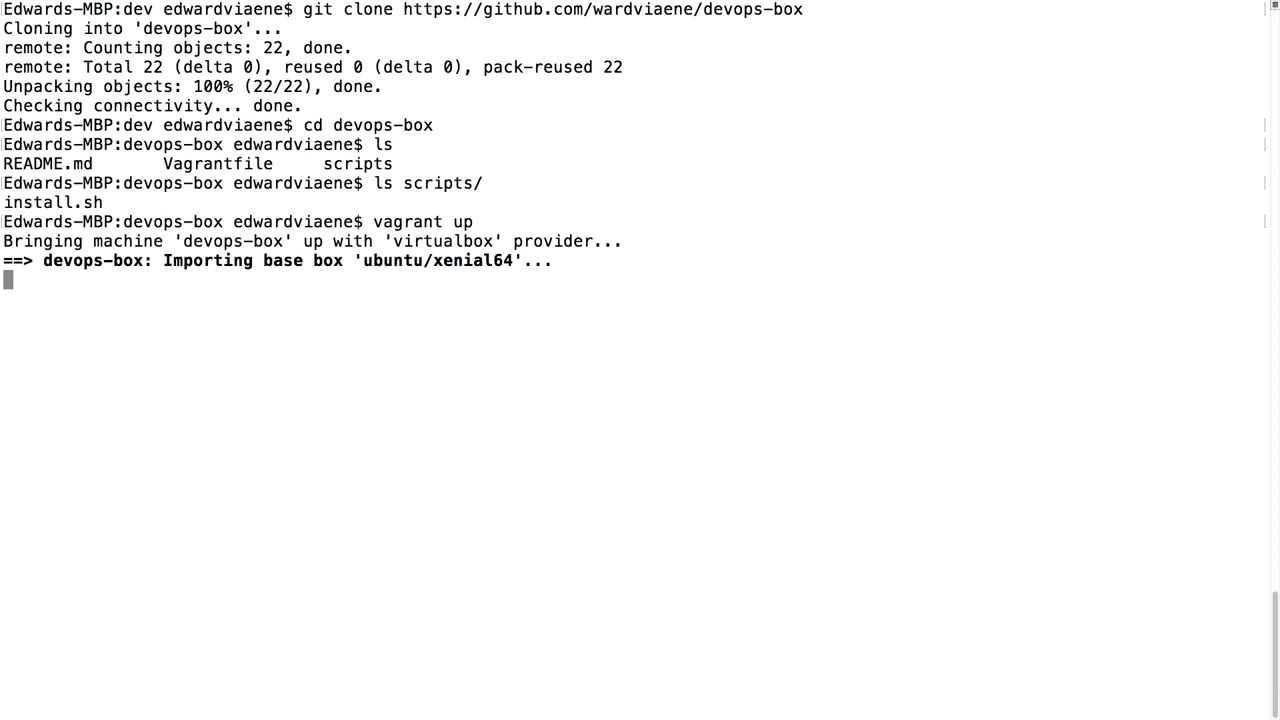 Edwards-MBP:dev edwardviaene$ git clone https://github.com/wardviaene/devops-box
Cloning into 'devops-box'...
remote: Counting objects: 22, done.
remote: Total 22 (delta 0), reused 0 (delta 0), pack-reused 22
Unpacking objects: 100% (22/22), done.
Checking connectivity... done.
Edwards-MBP:dev edwardviaene$ cd devops-box
Edwards-MBP:devops-box edwardviaene$ ls
README.md       Vagrantfile     scripts
Edwards-MBP:devops-box edwardviaene$ ls scripts/
install.sh
Edwards-MBP:devops-box edwardviaene$ vagrant up
Bringing machine 'devops-box' up with 'virtualbox' provider...
==> devops-box: Importing base box 'ubuntu/xenial64'...